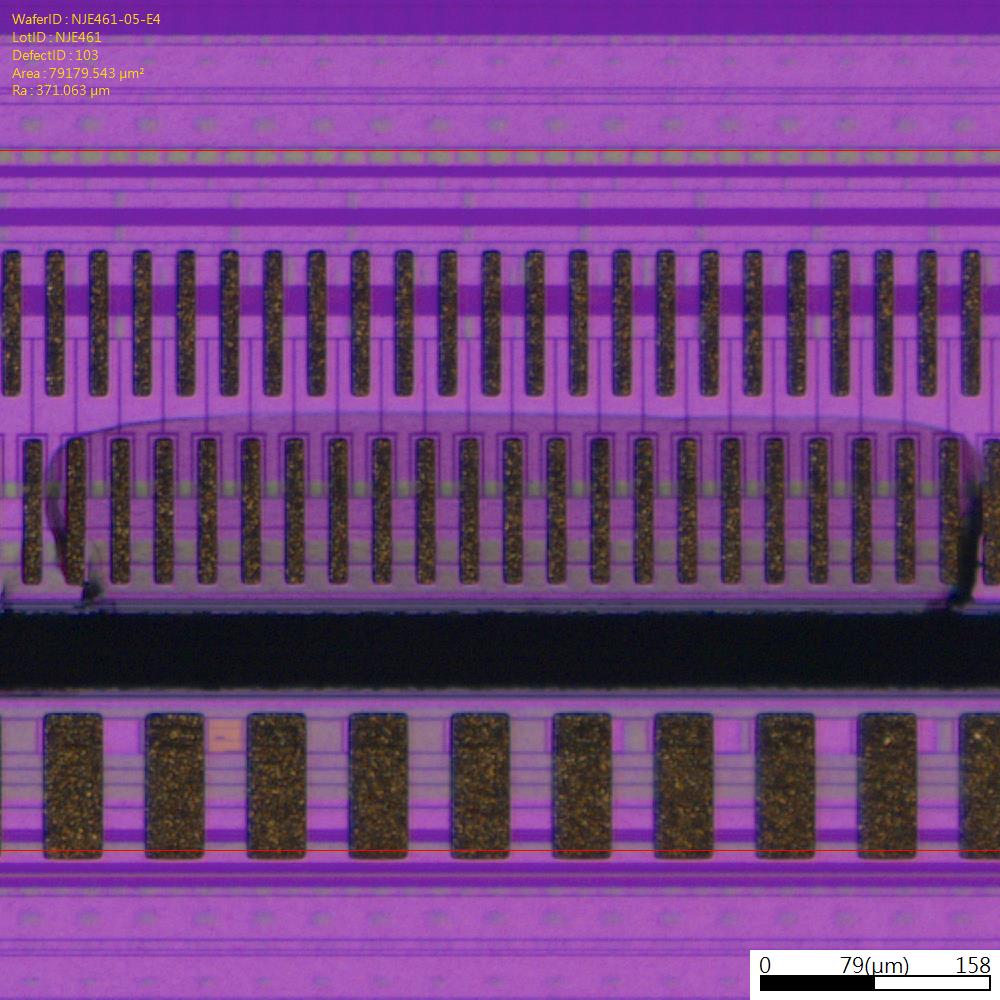 WaferID : NJE461-05-E4
LotID : NJE461
DefectID : 103
Area : 79179.543 µm²
Ra : 371.063 µm
0 79(µm) 158